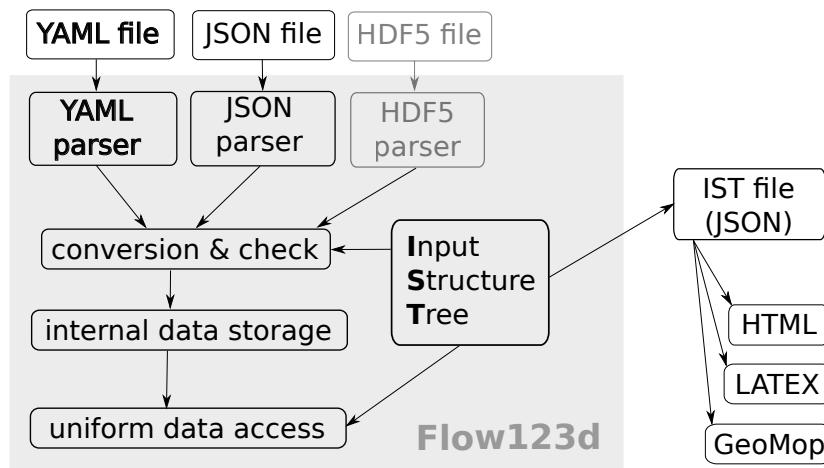 YAML file
JSON file
HDF5 file
YAML
parser
JSON
parser
HDF5
parser
IST file
(JSON)
conversion & check
Input
Structure
Tree
internal data storage
HTML
LATEX
uniform data access
Flow123d
GeoMop